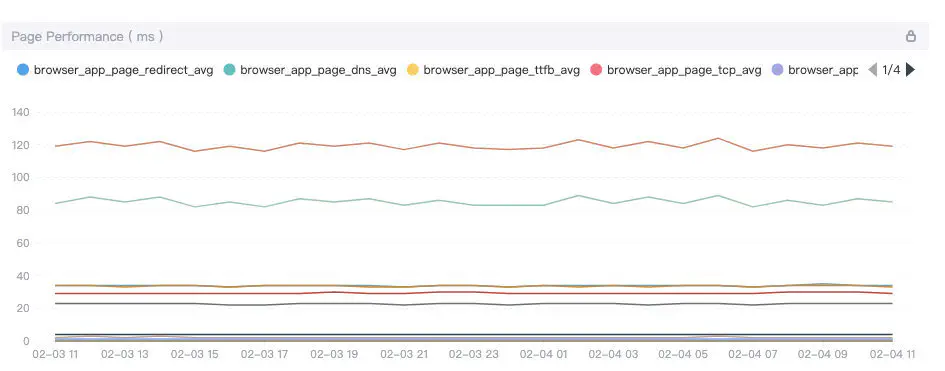 Page Performance ( ms )
browser_app_page_redirect_avg browser_app_page_dns_avg browser_app_page_ttfb_avg browser_app_page_tcp_avg browser_app 1/4
140
120
100
80
60
40
20
0
02-03 11 02-03 13 02-03 15 02-03 17 02-03 19 02-03 21 02-03 23 02-04 01 02-04 03 02-04 05 02-04 07 02-04 09 02-04 11